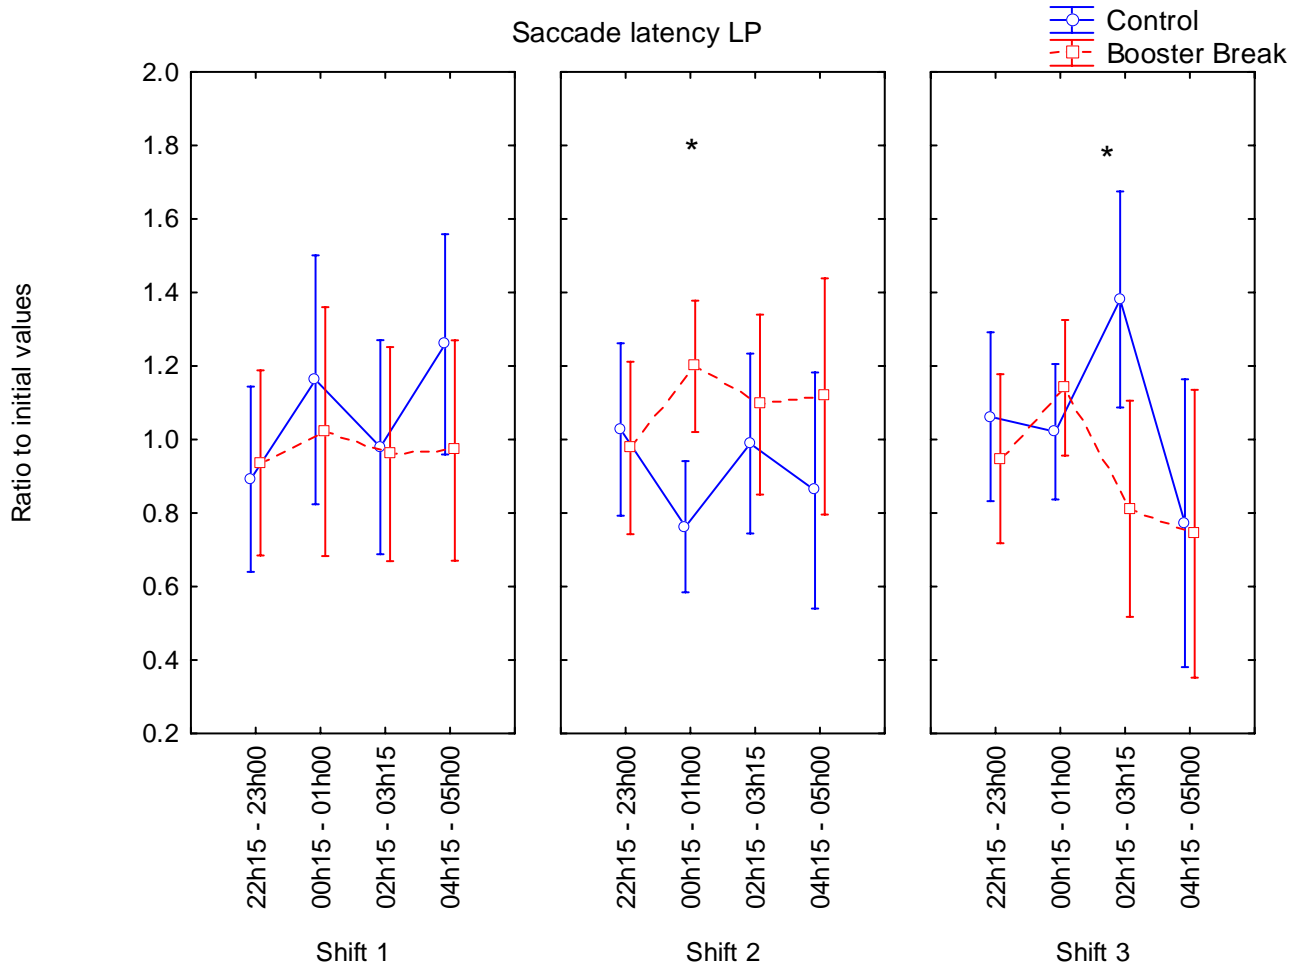 Saccade latency LP
Control
Booster Break
Ratio to initial values
2.0
1.8
1.6
1.4
1.2
1.0
0.8
0.6
0.4
0.2
*
*
22h15 - 23h00
00h15 - 01h00
02h15 - 03h15
04h15 - 05h00
22h15 - 23h00
00h15 - 01h00
02h15 - 03h15
04h15 - 05h00
22h15 - 23h00
00h15 - 01h00
02h15 - 03h15
04h15 - 05h00
Shift 1
Shift 2
Shift 3